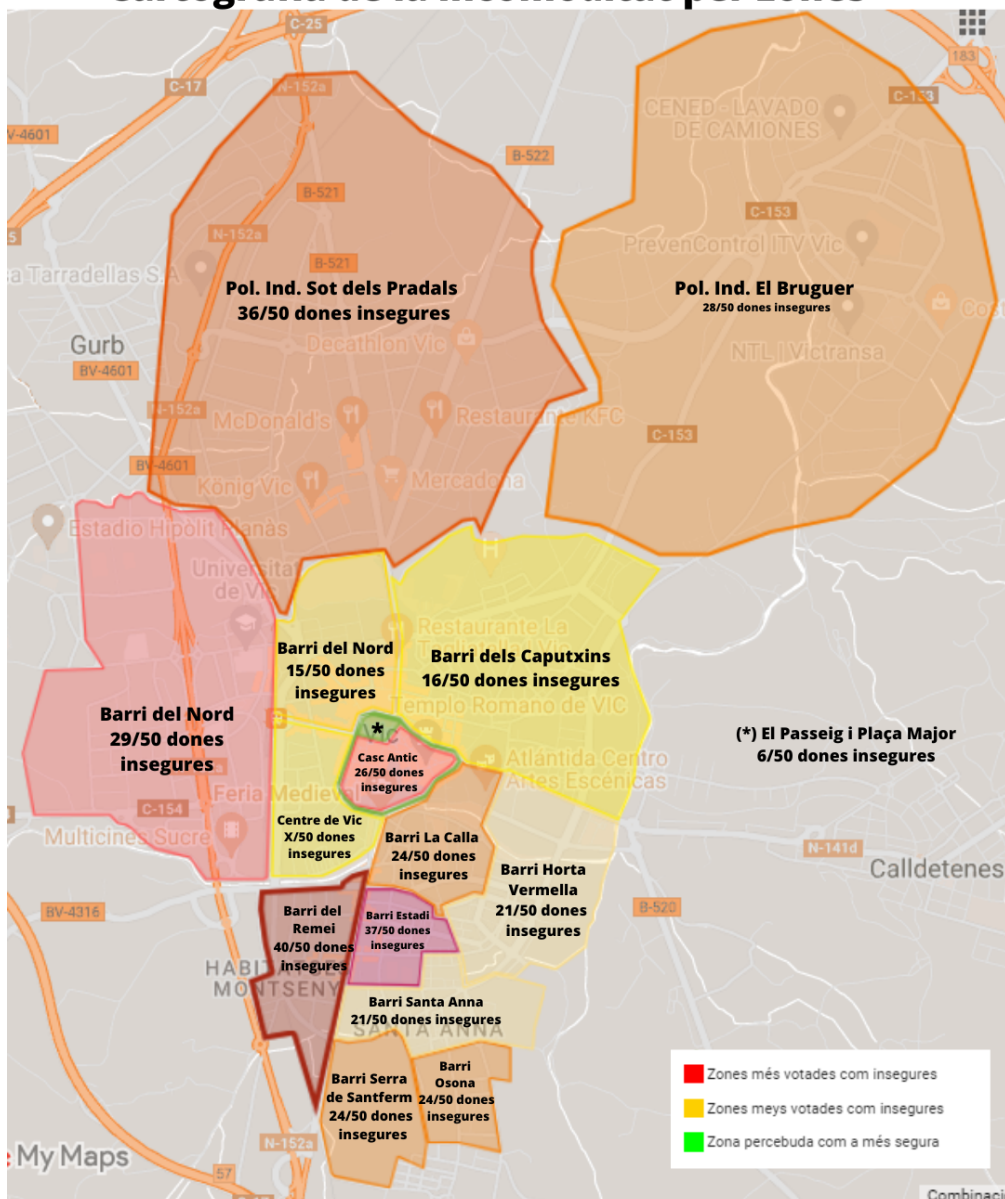 C-25
C-17
N-152a
183
C-153
CENED - LAVADO
DE CAMIONES
BV-4601
B-522
B-521
C-153
N-152a
PrevenControl ITV Vic
B-521
a Tarradellas S.A
Pol. Ind. Sot dels Pradals
36/50 dones insegures
Pol. Ind. El Bruguer
28/50 dones insegures
Decathlon Vic
Gurb
NTL | Victransa
BV-4601
N-152a
McDonald's
Restaurante KFC
C-153
BV-4601
König Vic
Mercadona
Estadio Hipòlit Planàs
H
Universitat
de Vic
Restaurante La
Barri del Nord
15/50 dones
insegures
Barri dels Caputxins
16/50 dones insegures
Templo Romano de VIC
Barri del Nord
29/50 dones
insegures
*
(*) El Passeig i Plaça Major
6/50 dones insegures
Casc Antic
26/50 dones
insegures
Atlàntida Centro
Artes Escénicas
Feria Medieval
C-154
Centre de Vic
X/50 dones
insegures
Multicines Sucre
Barri La Calla
24/50 dones
insegures
N-141d
Calldetenes
Barri Horta
Vermella
21/50 dones
insegures
BV-4316
Barri del
Remei
40/50 dones
insegures
Barri Estadi
37/50 dones
insegures
B-520
HABITATGES
MONTSENY
Barri Santa Anna
21/50 dones insegures
SANTA ANNA
Barri Serra
de Santferm
24/50 dones
insegures
Barri
Osona
24/50 dones
insegures
Zones més votades com insegures
Zones meys votades com insegures
Zona percebuda com a més segura
N-152a
My Maps
57